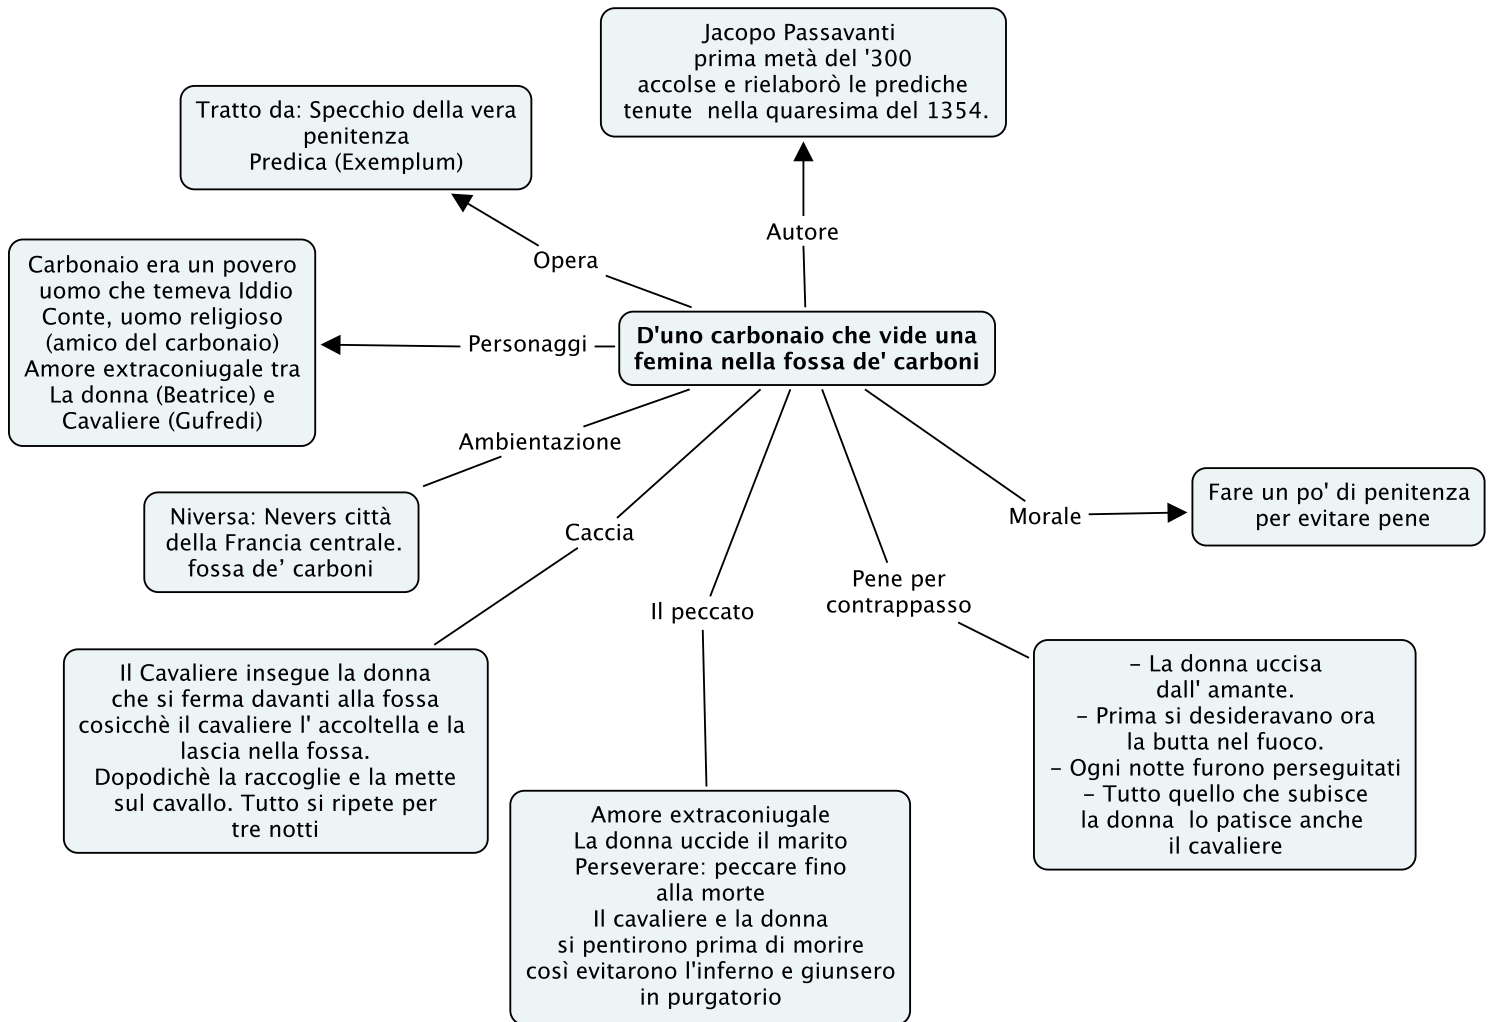 Jacopo Passavanti
prima metà del '300
accolse e rielaborò le prediche
tenute  nella quaresima del 1354.
Tratto da: Specchio della vera
penitenza
Predica (Exemplum)
Autore
Opera
Carbonaio era un povero
uomo che temeva Iddio
Conte, uomo religioso
(amico del carbonaio)
Amore extraconiugale tra
La donna (Beatrice) e
Cavaliere (Gufredi)
Personaggi
D'uno carbonaio che vide una
femina nella fossa de' carboni
Ambientazione
Niversa: Nevers città
della Francia centrale.
fossa de’ carboni
Caccia
Il Cavaliere insegue la donna
che si ferma davanti alla fossa
cosicchè il cavaliere l' accoltella e la
lascia nella fossa.
Dopodichè la raccoglie e la mette
sul cavallo. Tutto si ripete per
tre notti
Il peccato
Amore extraconiugale
La donna uccide il marito
Perseverare: peccare fino
alla morte
Il cavaliere e la donna
si pentirono prima di morire
così evitarono l'inferno e giunsero
in purgatorio
Pene per
contrappasso
– La donna uccisa
dall' amante.
– Prima si desideravano ora
la butta nel fuoco.
– Ogni notte furono perseguitati
– Tutto quello che subisce
la donna  lo patisce anche
il cavaliere
Morale
Fare un po' di penitenza
per evitare pene